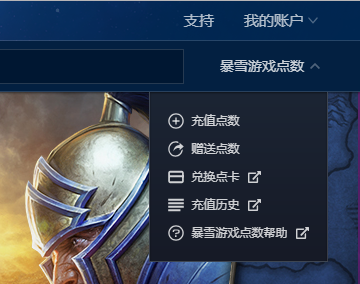 支持 我的账户
暴雪游戏点数
充值点数
赠送点数
兑换点卡
充值历史
暴雪游戏点数帮助